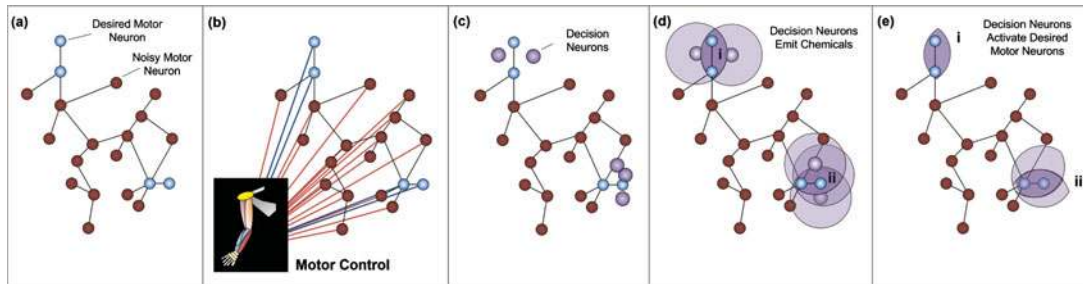 (a)
Desired Motor
Neuron
Noisy Motor
Neuron
(b)
Motor Control
(c)
Decision
Neurons
(d)
Decision Neurons
Emit Chemicals
i
ii
(e)
Decision Neurons
Activate Desired
Motor Neurons
i
ii